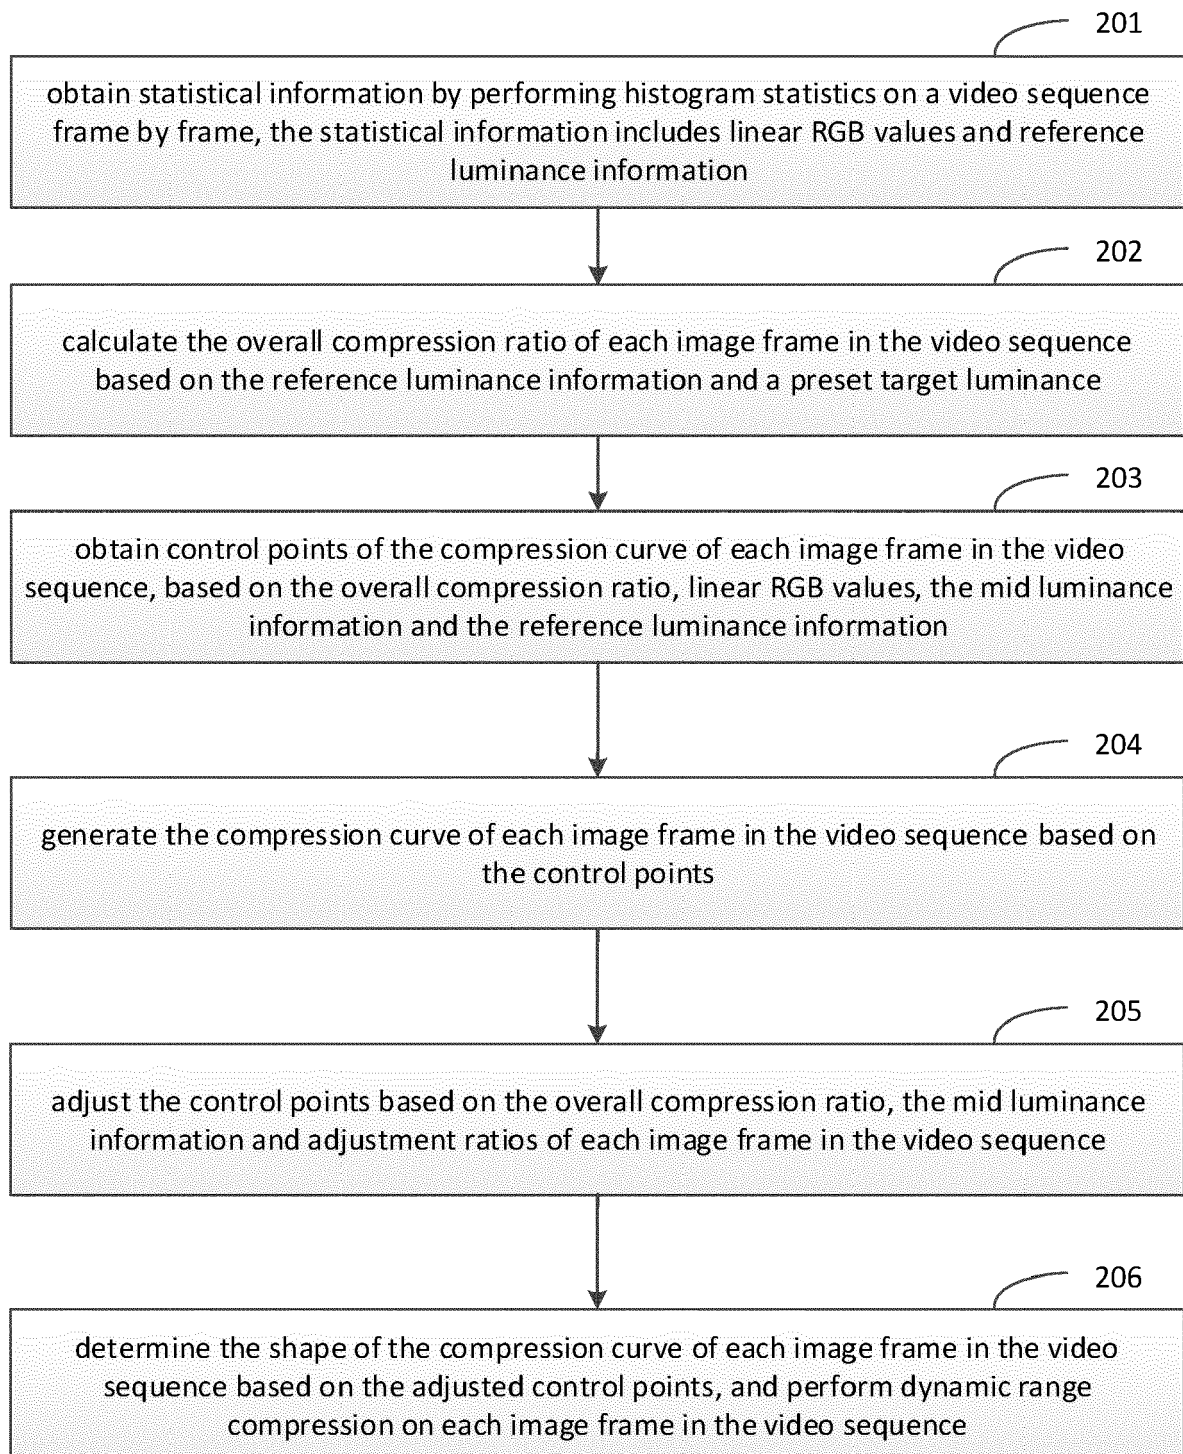 201
obtain statistical information by performing histogram statistics on a video sequence
frame by frame, the statistical information includes linear RGB values and reference
luminance information
202
calculate the overall compression ratio of each image frame in the video sequence
based on the reference luminance information and a preset target luminance
203
obtain control points of the compression curve of each image frame in the video
sequence, based on the overall compression ratio, linear RGB values, the mid luminance
information and the reference luminance information
204
generate the compression curve of each image frame in the video sequence based on
the control points
205
adjust the control points based on the overall compression ratio, the mid luminance
information and adjustment ratios of each image frame in the video sequence
206
determine the shape of the compression curve of each image frame in the video
sequence based on the adjusted control points, and perform dynamic range
compression on each image frame in the video sequence